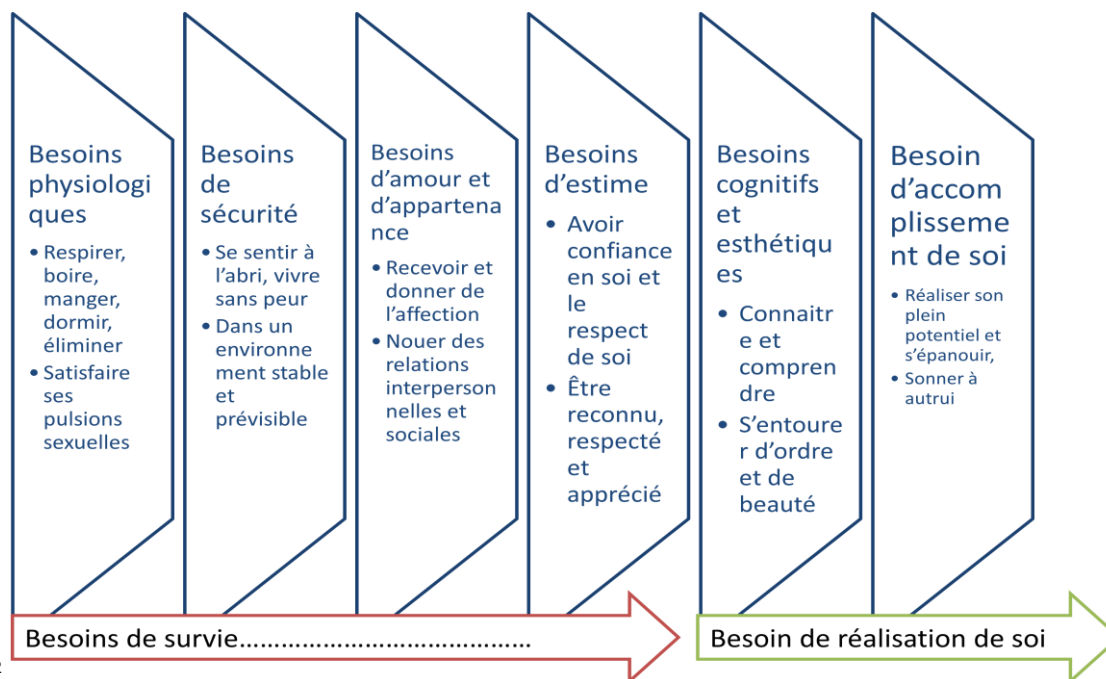 Besoins
physiologi
ques
• Respirer,
boire,
manger,
dormir,
éliminer
• Satisfaire
ses
pulsions
sexuelles
Besoins
de
sécurité
• Se sentir à
l’abri, vivre
sans peur
• Dans un
environne
ment stable
et
prévisible
Besoins
d’amour et
d’appartena
nce
• Recevoir et
donner de
l’affection
• Nouer des
relations
interperson
nelles et
sociales
Besoins
d’estime
• Avoir
confiance
en soi et
le
respect
de soi
• Être
reconnu,
respecté
et
apprécié
Besoins
cognitifs
et
esthétiqu
es
• Connaitr
e et
compren
dre
• S’entoure
r d’ordre
et de
beauté
Besoin
d’accom
plisseme
nt de soi
• Réaliser son
plein
potentiel et
s’épanouir,
• Sonner à
autrui
Besoins de survie…………………………………
Besoin de réalisation de soi